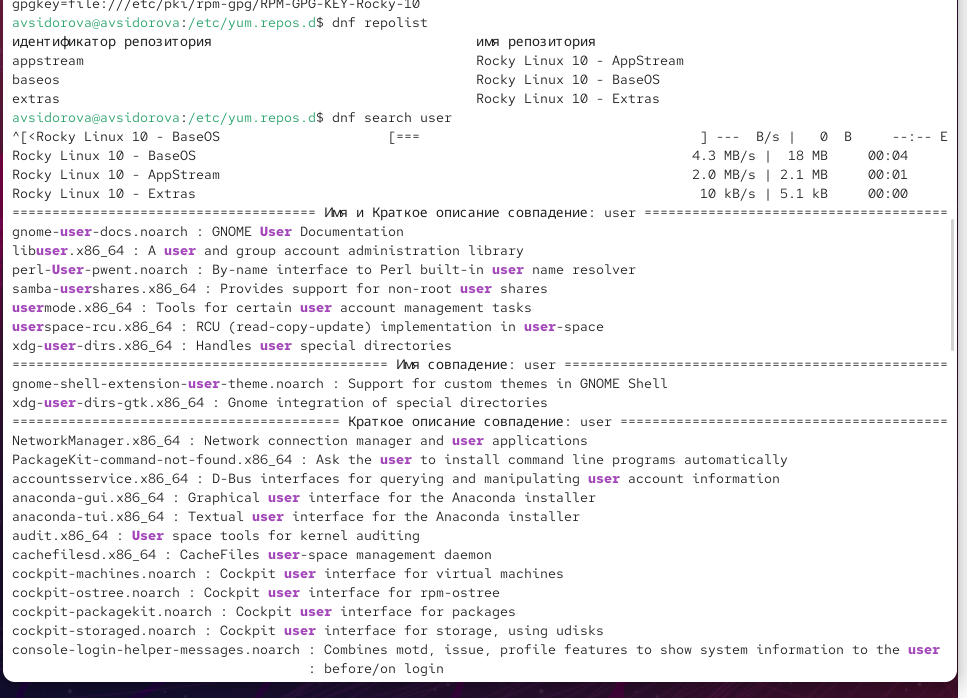 gpgkey=file:///etc/pki/rpm-gpg/RPM-GPG-KEY-Rocky-10
avsidorova@avsidorova:/etc/yum.repos.d$ dnf repolist
идентификатор репозитория                                 имя репозитория
appstream                                                 Rocky Linux 10 - AppStream
baseos                                                    Rocky Linux 10 - BaseOS
extras                                                    Rocky Linux 10 - Extras
avsidorova@avsidorova:/etc/yum.repos.d$ dnf search user
^[<Rocky Linux 10 - BaseOS                     [===                                   ] ---  B/s |   0  B     --:-- E
Rocky Linux 10 - BaseOS                                                              4.3 MB/s |  18 MB     00:04
Rocky Linux 10 - AppStream                                                           2.0 MB/s | 2.1 MB     00:01
Rocky Linux 10 - Extras                                                               10 kB/s | 5.1 kB     00:00
====================================== Имя и Краткое описание совпадение: user ======================================
gnome-user-docs.noarch : GNOME User Documentation
libuser.x86_64 : A user and group account administration library
perl-User-pwent.noarch : By-name interface to Perl built-in user name resolver
samba-usershares.x86_64 : Provides support for non-root user shares
usermode.x86_64 : Tools for certain user account management tasks
userspace-rcu.x86_64 : RCU (read-copy-update) implementation in user-space
xdg-user-dirs.x86_64 : Handles user special directories
=============================================== Имя совпадение: user ================================================
gnome-shell-extension-user-theme.noarch : Support for custom themes in GNOME Shell
xdg-user-dirs-gtk.x86_64 : Gnome integration of special directories
========================================= Краткое описание совпадение: user =========================================
NetworkManager.x86_64 : Network connection manager and user applications
PackageKit-command-not-found.x86_64 : Ask the user to install command line programs automatically
accountsservice.x86_64 : D-Bus interfaces for querying and manipulating user account information
anaconda-gui.x86_64 : Graphical user interface for the Anaconda installer
anaconda-tui.x86_64 : Textual user interface for the Anaconda installer
audit.x86_64 : User space tools for kernel auditing
cachefilesd.x86_64 : CacheFiles user-space management daemon
cockpit-machines.noarch : Cockpit user interface for virtual machines
cockpit-ostree.noarch : Cockpit user interface for rpm-ostree
cockpit-packagekit.noarch : Cockpit user interface for packages
cockpit-storaged.noarch : Cockpit user interface for storage, using udisks
console-login-helper-messages.noarch : Combines motd, issue, profile features to show system information to the user
                                     : before/on login